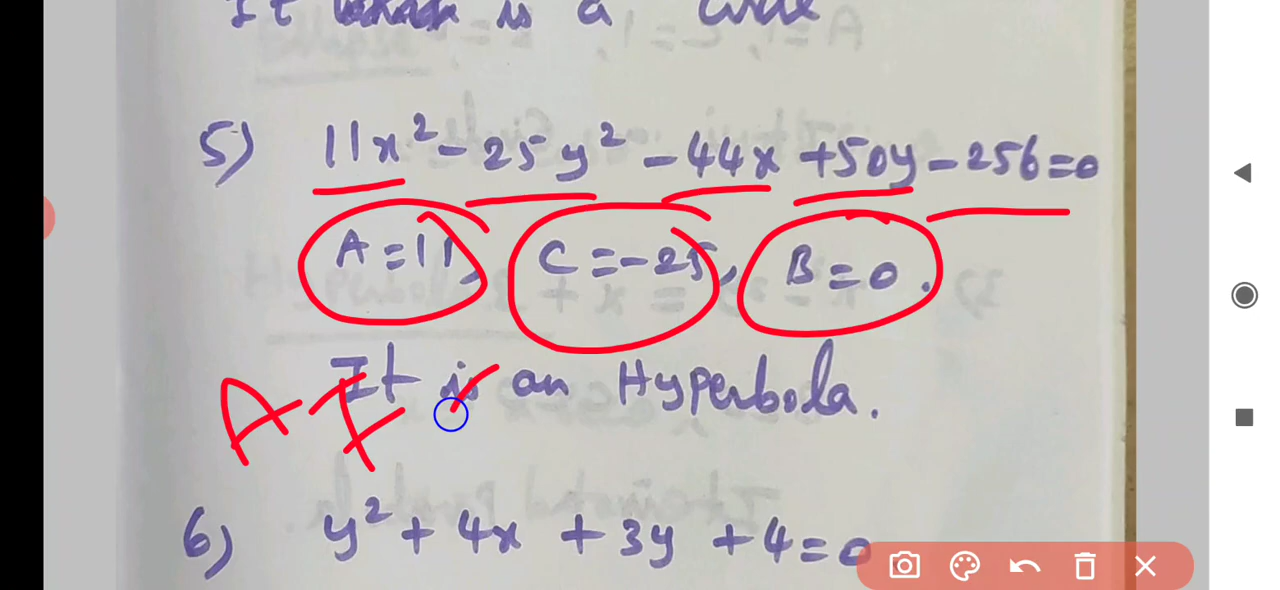 It is a circle
5) 11x² - 25y² - 44x + 50y - 256 = 0
A = 11, C = -25, B = 0.
It is an Hyperbola.
A ≠
6) y² + 4x + 3y + 4 = 0